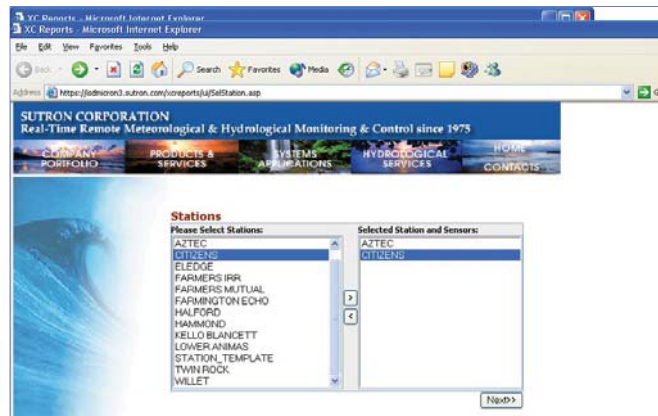 XC Reports - Microsoft Internet Explorer
XC Reports - Microsoft Internet Explorer
File Edit View Favorites Tools Help
Back Search Favorites Media
Address https://isdmicron3.sutron.com/xcreports/ui/SelStation.asp G
SUTRON CORPORATION
Real-Time Remote Meteorological & Hydrological Monitoring & Control since 1975
COMPANY PORTFOLIO
PRODUCTS & SERVICES
SYSTEMS APPLICATIONS
HYDROLOGICAL SERVICES
HOME
CONTACTS
Stations
Please Select Stations:
AZTEC
CITIZENS
ELEDGE
FARMERS IRR
FARMERS MUTUAL
FARMINGTON ECHO
HALFORD
HAMMOND
KELLO BLANCETT
LOWER ANIMAS
STATION_TEMPLATE
TWIN ROCK
WILLET
>
<
Selected Station and Sensors:
AZTEC
CITIZENS
Next>>